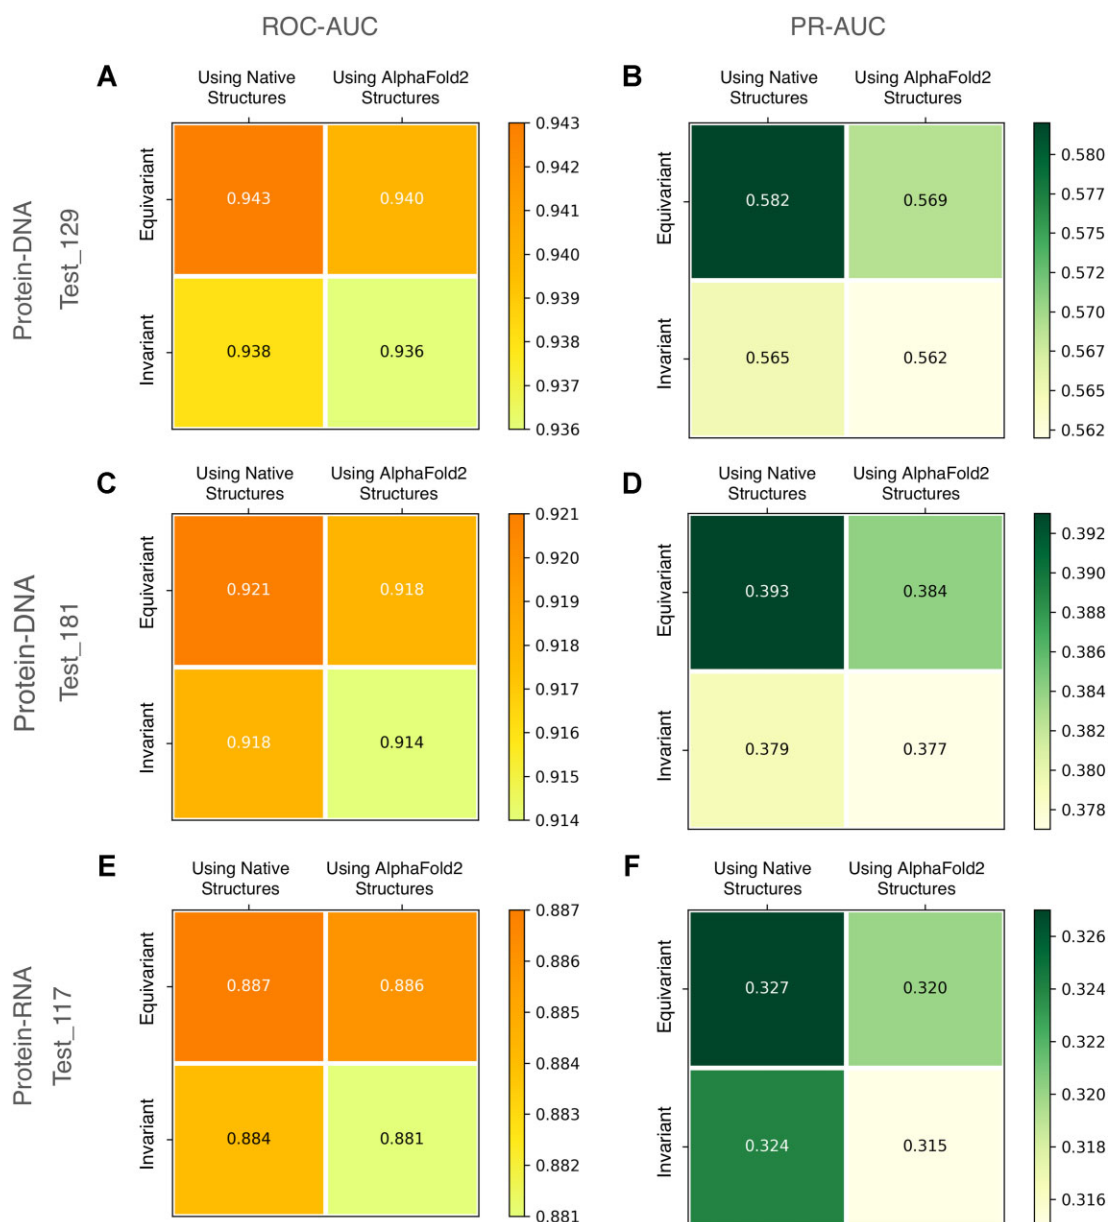 ROC-AUC
PR-AUC
Protein-DNA
Test_129
A
Using Native
Structures
Using AlphaFold2
Structures
Equivariant
Invariant
0.943
0.940
0.938
0.936
0.943
0.942
0.941
0.940
0.939
0.938
0.937
0.936
B
Using Native
Structures
Using AlphaFold2
Structures
Equivariant
Invariant
0.582
0.569
0.565
0.562
0.580
0.577
0.575
0.572
0.570
0.567
0.565
0.562
Protein-DNA
Test_181
C
Using Native
Structures
Using AlphaFold2
Structures
Equivariant
Invariant
0.921
0.918
0.918
0.914
0.921
0.920
0.919
0.918
0.917
0.916
0.915
0.914
D
Using Native
Structures
Using AlphaFold2
Structures
Equivariant
Invariant
0.393
0.384
0.379
0.377
0.392
0.390
0.388
0.386
0.384
0.382
0.380
0.378
Protein-RNA
Test_117
E
Using Native
Structures
Using AlphaFold2
Structures
Equivariant
Invariant
0.887
0.886
0.884
0.881
0.887
0.886
0.885
0.884
0.883
0.882
0.881
F
Using Native
Structures
Using AlphaFold2
Structures
Equivariant
Invariant
0.327
0.320
0.324
0.315
0.326
0.324
0.322
0.320
0.318
0.316